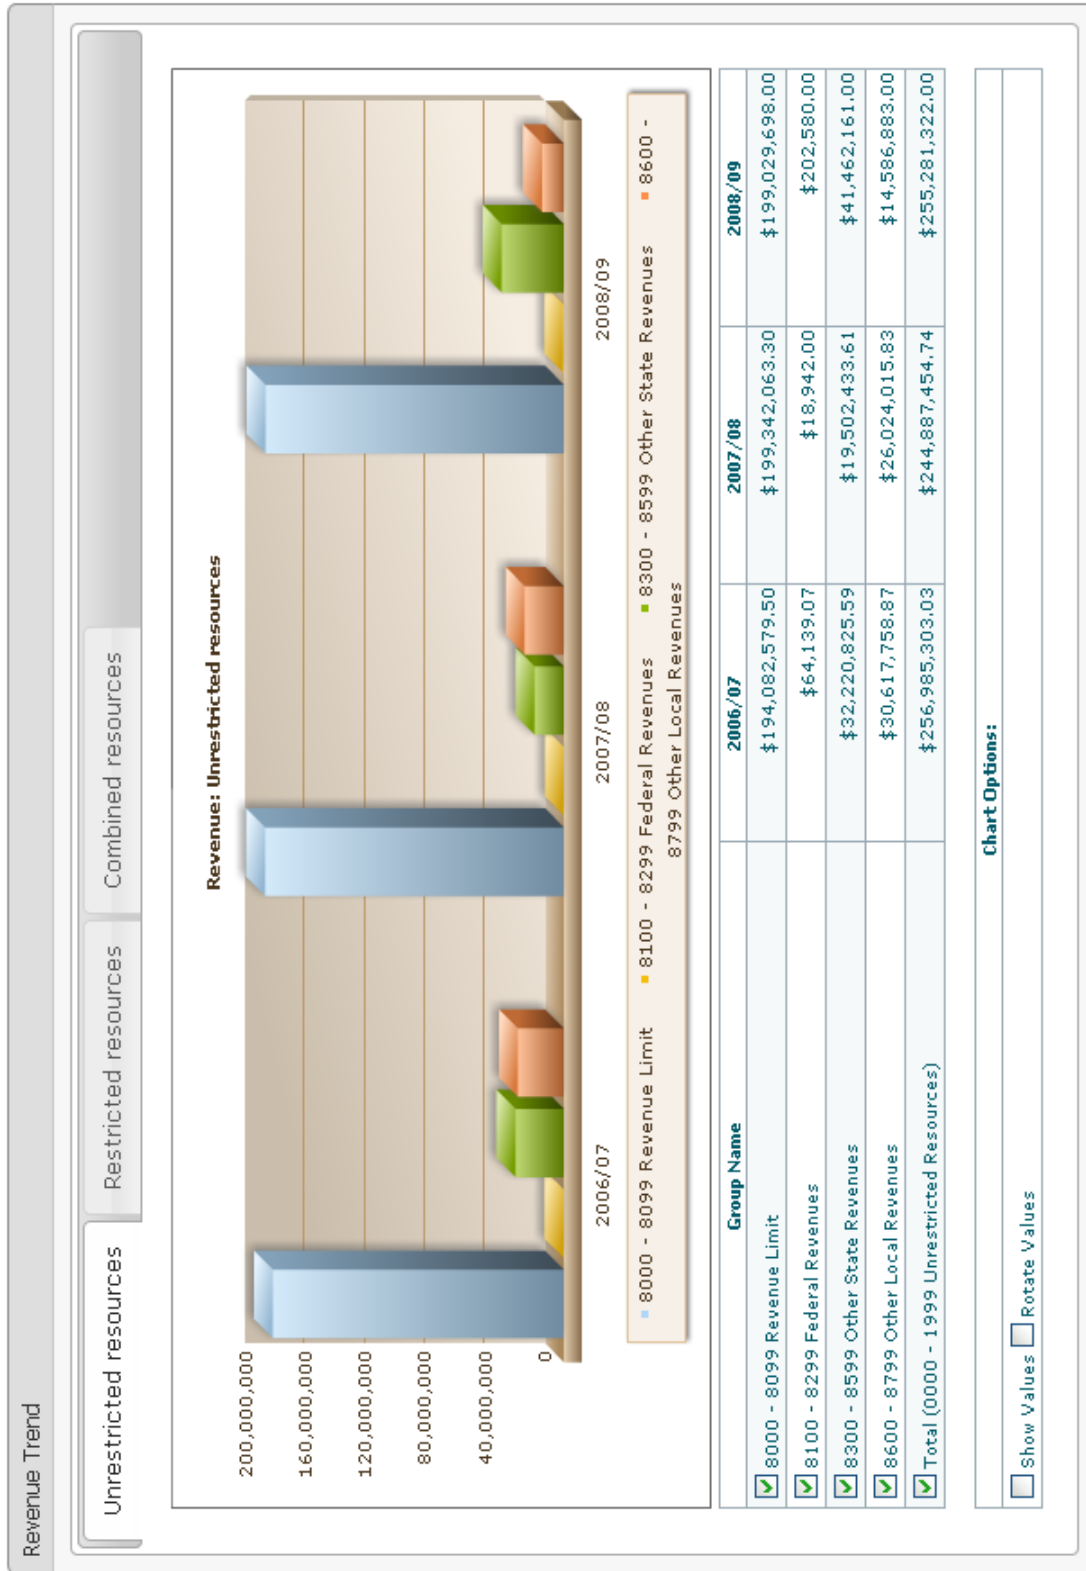 Revenue Trend
Unrestricted resources Restricted resources Combined resources
Revenue: Unrestricted resources
200,000,000
160,000,000
120,000,000
80,000,000
40,000,000
0
2006/07 2007/08 2008/09
8000 - 8099 Revenue Limit 8100 - 8299 Federal Revenues 8300 - 8599 Other State Revenues 8600 -
8799 Other Local Revenues
Group Name 2006/07 2007/08 2008/09
8000 - 8099 Revenue Limit $194,082,579.50 $199,342,063.30 $199,029,698.00
8100 - 8299 Federal Revenues $64,139.07 $18,942.00 $202,580.00
8300 - 8599 Other State Revenues $32,220,825.59 $19,502,433.61 $41,462,161.00
8600 - 8799 Other Local Revenues $30,617,758.87 $26,024,015.83 $14,586,883.00
Total (0000 - 1999 Unrestricted Resources) $256,985,303.03 $244,887,454.74 $255,281,322.00
Chart Options:
Show Values Rotate Values